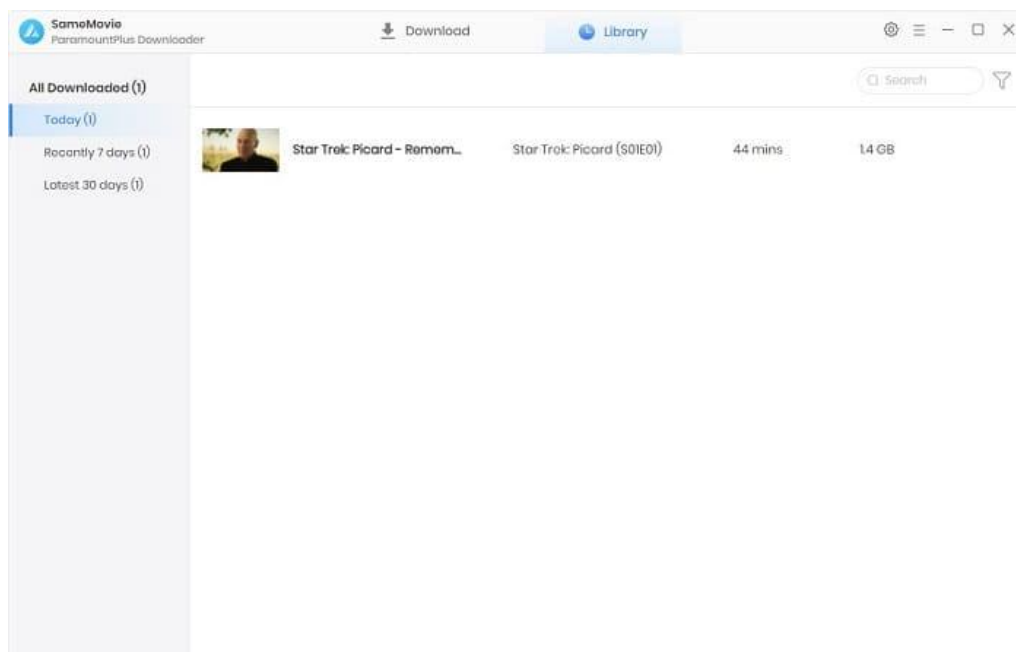 SameMovie
ParamountPlus Downloader
Download
Library
All Downloaded (1)
Search
Today (1)
Star Trek: Picard - Remem...
Star Trek: Picard (S01E01)
44 mins
1.4 GB
Recently 7 days (1)
Latest 30 days (1)